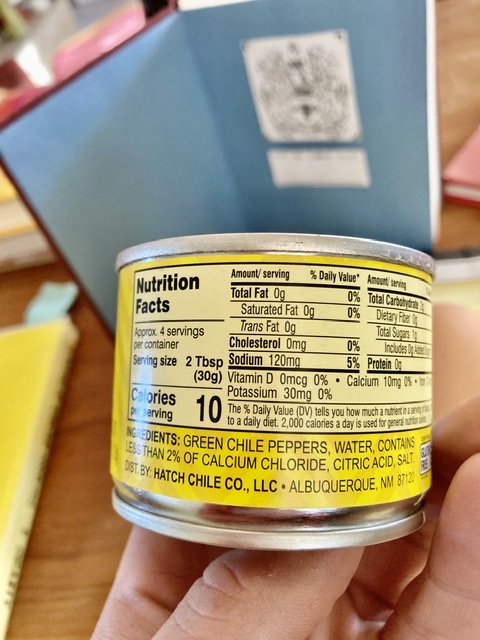 Nutrition
Facts
Approx. 4 servings
per container
Serving size 2 Tbsp
(30g)
Calories
per serving
10
Amount/ serving % Daily Value*
Total Fat 0g 0%
Saturated Fat 0g 0%
Trans Fat 0g
Cholesterol 0mg 0%
Sodium 120mg 5%
Amount/ serving
Total Carbohydrate
Dietary Fiber 0g
Total Sugars 1g
Includes 0g Added
Protein 0g
Vitamin D 0mcg 0% • Calcium 10mg 0% •
Potassium 30mg 0%
The % Daily Value (DV) tells you how much a nutrient in a serving of
to a daily diet. 2,000 calories a day is used for general nutrition
INGREDIENTS: GREEN CHILE PEPPERS, WATER, CONTAINS
LESS THAN 2% OF CALCIUM CHLORIDE, CITRIC ACID, SALT.
DIST. BY: HATCH CHILE CO., LLC • ALBUQUERQUE, NM 87120